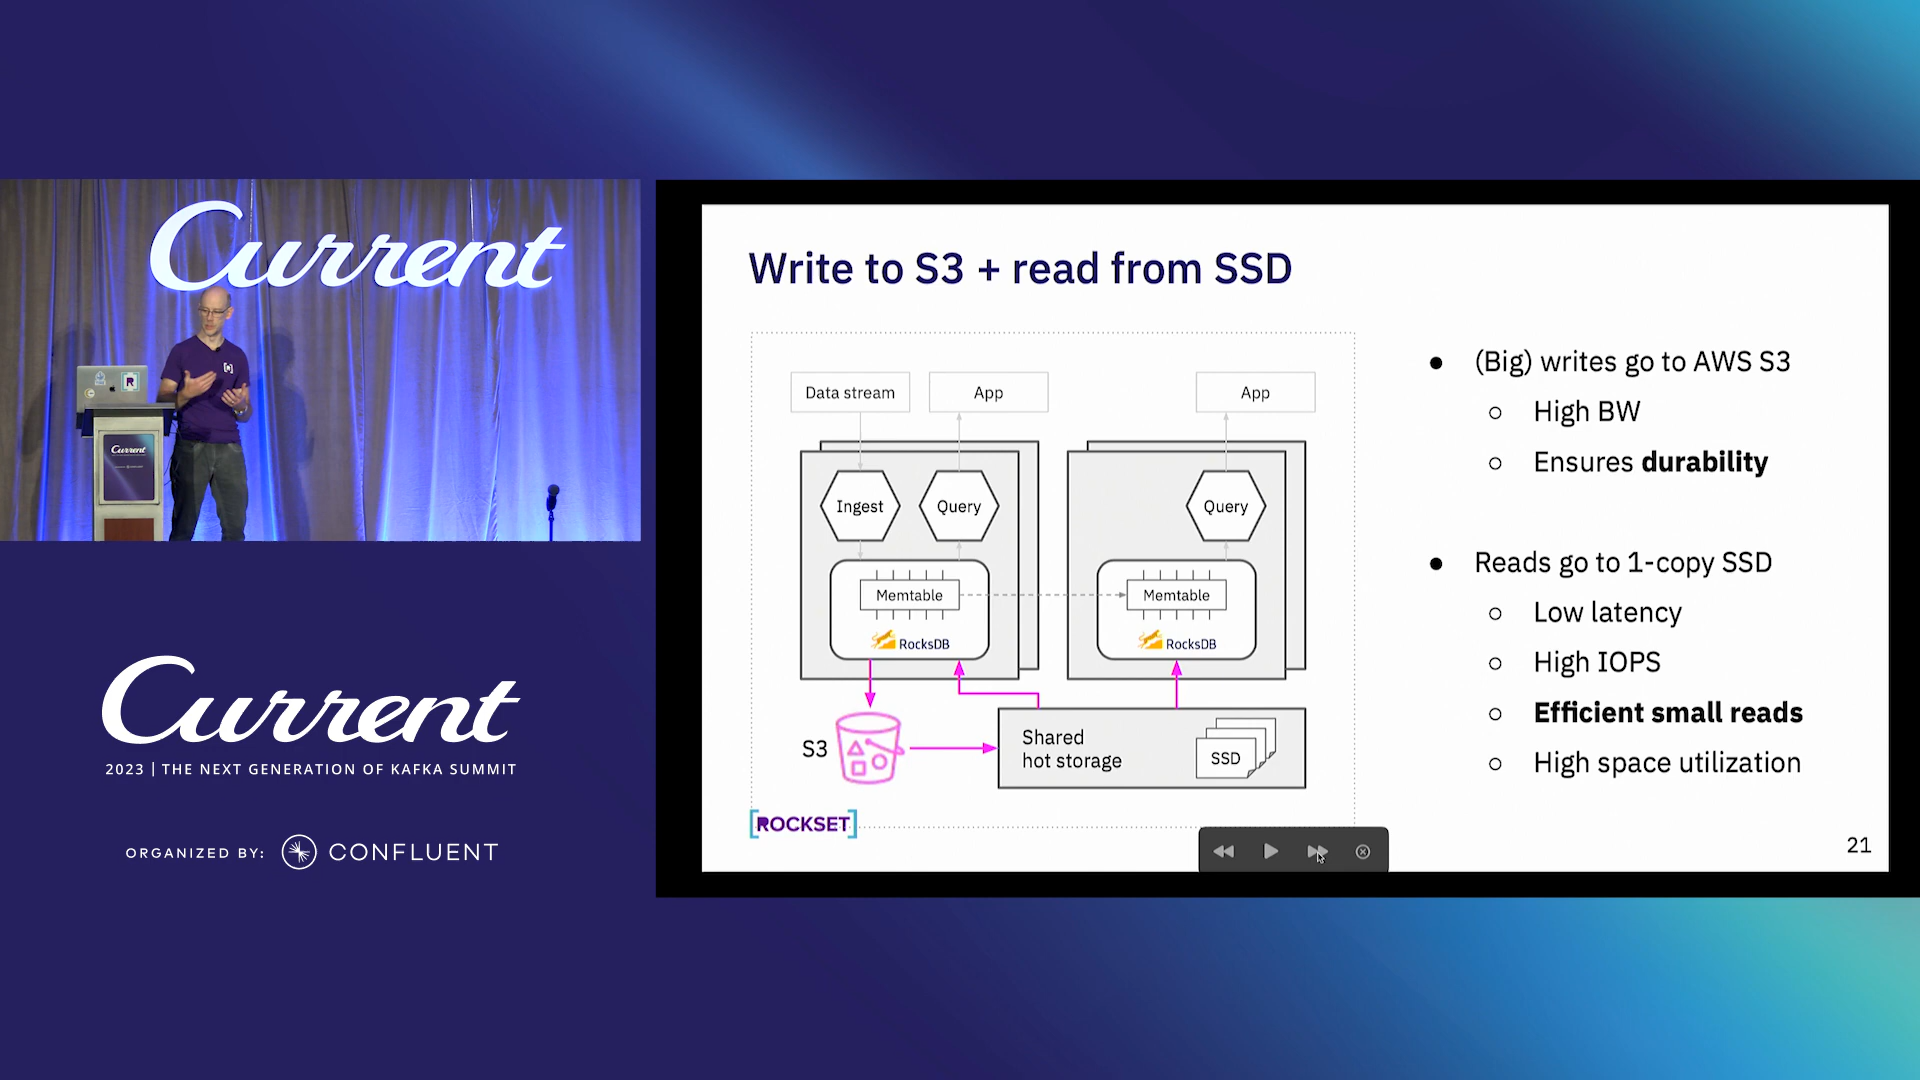 Current
R
Current
Current
2023 | THE NEXT GENERATION OF KAFKA SUMMIT
ORGANIZED BY: CONFLUENT
Write to S3 + read from SSD
Data stream
App
App
Ingest
Query
Query
Memtable
Memtable
RocksDB
RocksDB
S3
Shared
hot storage
SSD
ROCKSET
● (Big) writes go to AWS S3
○ High BW
○ Ensures durability
● Reads go to 1-copy SSD
○ Low latency
○ High IOPS
○ Efficient small reads
○ High space utilization
21